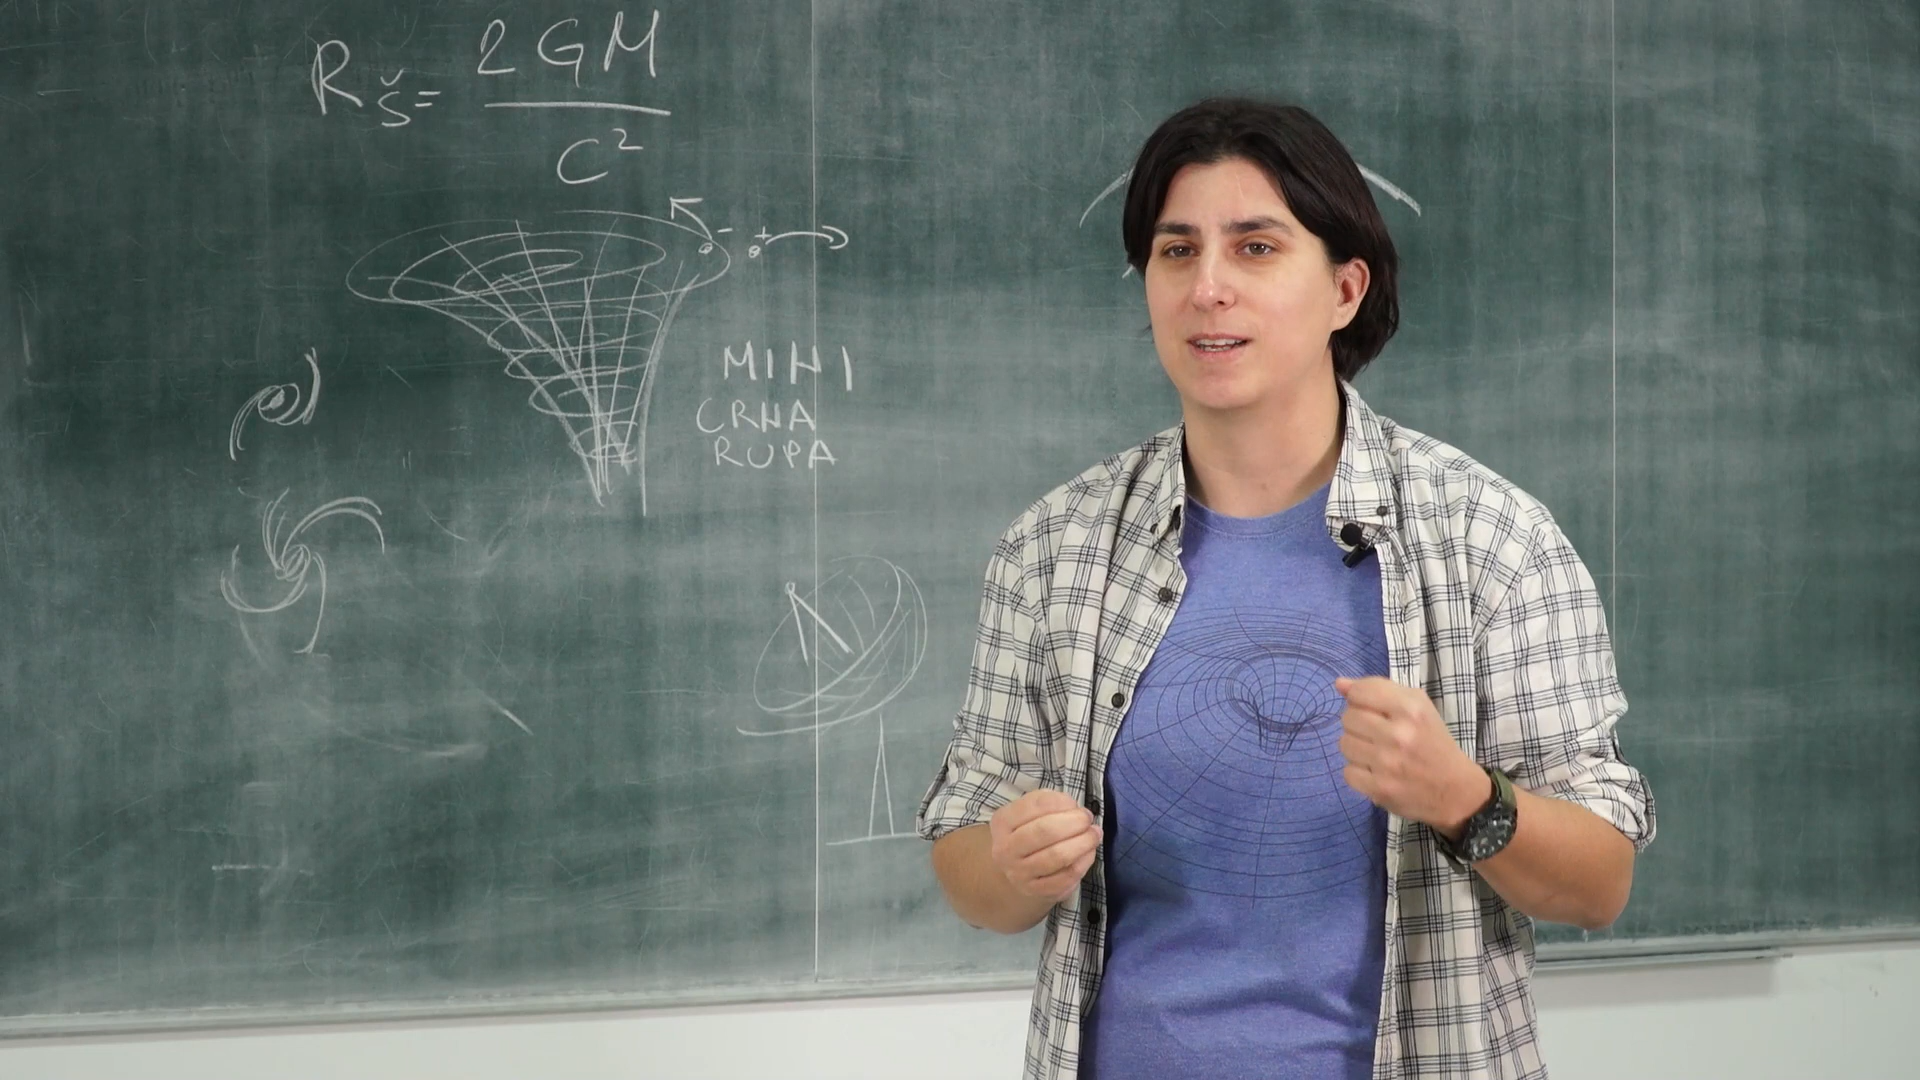 Rš = 2GM / C²
- +
MINI
CRNA
RUPA